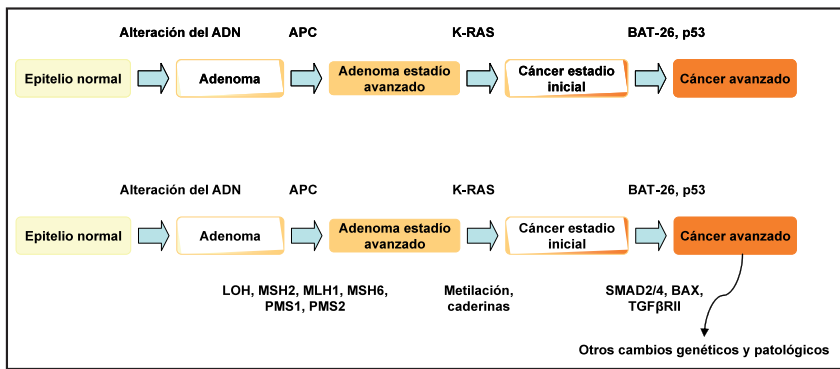 Alteración del ADN APC K-RAS BAT-26, p53
Epitelio normal
Adenoma
Adenoma estadío
avanzado
Cáncer estadio
inicial
Cáncer avanzado
Alteración del ADN APC K-RAS BAT-26, p53
Epitelio normal
Adenoma
Adenoma estadío
avanzado
Cáncer estadio
inicial
Cáncer avanzado
LOH, MSH2, MLH1, MSH6,
PMS1, PMS2
Metilación,
caderinas
SMAD2/4, BAX,
TGFβRII
Otros cambios genéticos y patológicos